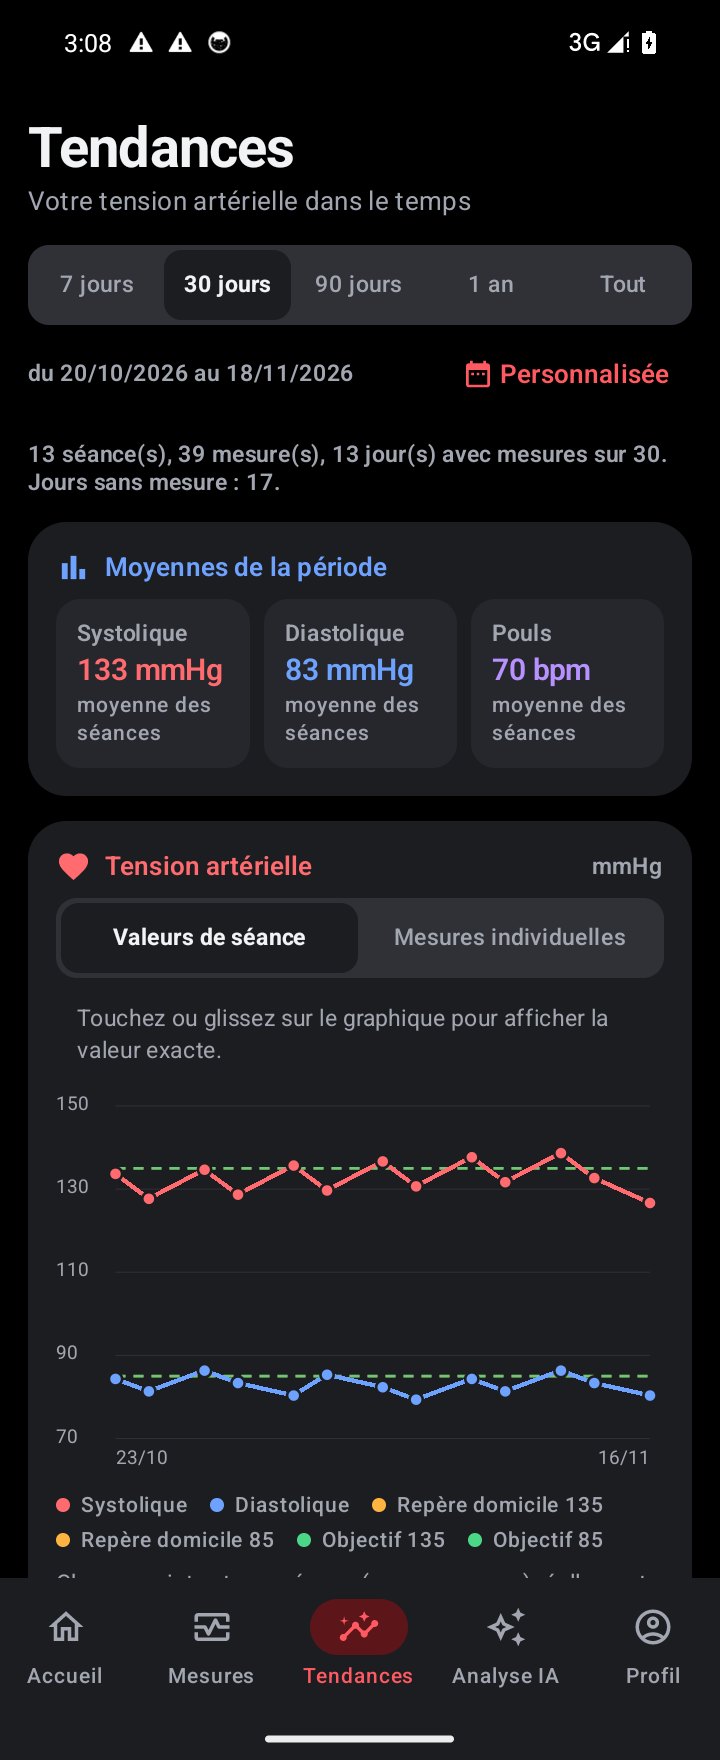 3:08
3G
Tendances
Votre tension artérielle dans le temps
7 jours 30 jours 90 jours 1 an Tout
du 20/10/2026 au 18/11/2026 Personnalisée
13 séance(s), 39 mesure(s), 13 jour(s) avec mesures sur 30.
Jours sans mesure : 17.
Moyennes de la période
Systolique
133 mmHg
moyenne des
séances
Diastolique
83 mmHg
moyenne des
séances
Pouls
70 bpm
moyenne des
séances
Tension artérielle mmHg
Valeurs de séance Mesures individuelles
Touchez ou glissez sur le graphique pour afficher la
valeur exacte.
150
130
110
90
70
23/10 16/11
Systolique Diastolique Repère domicile 135
Repère domicile 85 Objectif 135 Objectif 85
Accueil Mesures Tendances Analyse IA Profil